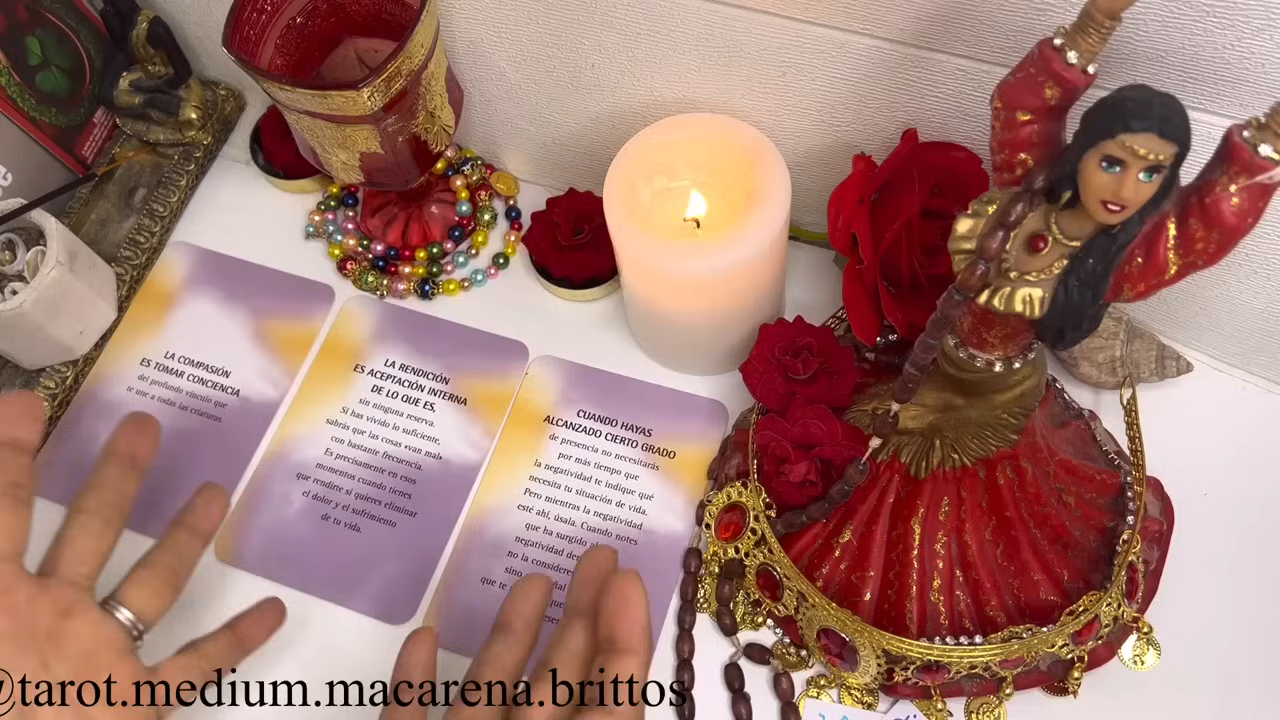 LA COMPASIÓN
ES TOMAR CONCIENCIA
del profundo vínculo que
te une a todas las criaturas.
LA RENDICIÓN
ES ACEPTACIÓN INTERNA
DE LO QUE ES,
sin ninguna reserva.
Si has vivido lo suficiente,
sabrás que las cosas «van mal»
con bastante frecuencia.
Es precisamente en esos
momentos cuando tienes
que rendirte si quieres eliminar
el dolor y el sufrimiento
de tu vida.
CUANDO HAYAS
ALCANZADO CIERTO GRADO
de presencia no necesitarás
por más tiempo que
la negatividad te indique qué
necesita tu situación de vida.
Pero mientras la negatividad
esté ahí, úsala. Cuando notes
que ha surgido
negatividad
no la
sino
que te
@tarot.medium.macarena.brittos